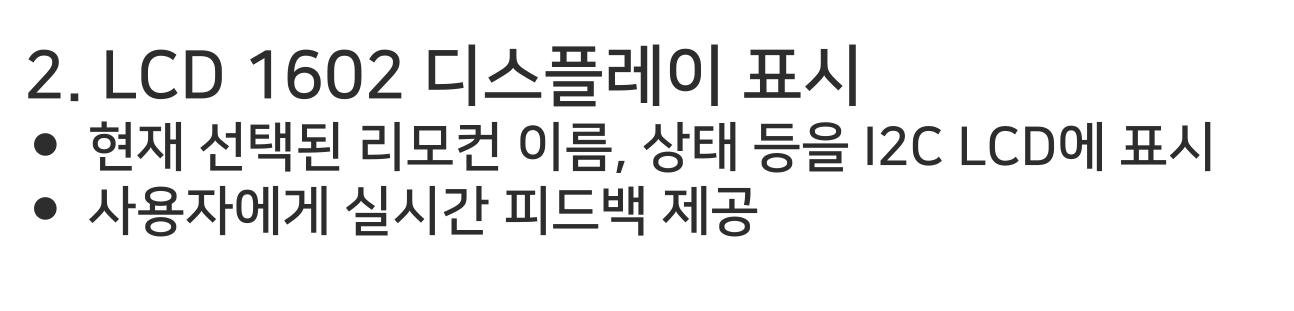 2. LCD 1602 디스플레이 표시
● 현재 선택된 리모컨 이름, 상태 등을 I2C LCD에 표시
● 사용자에게 실시간 피드백 제공